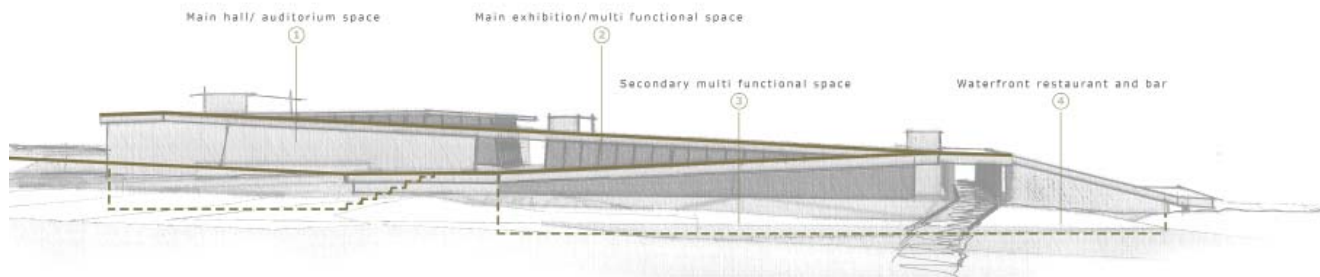 Main hall/ auditorium space
1
Main exhibition/multi functional space
2
Secondary multi functional space
3
Waterfront restaurant and bar
4